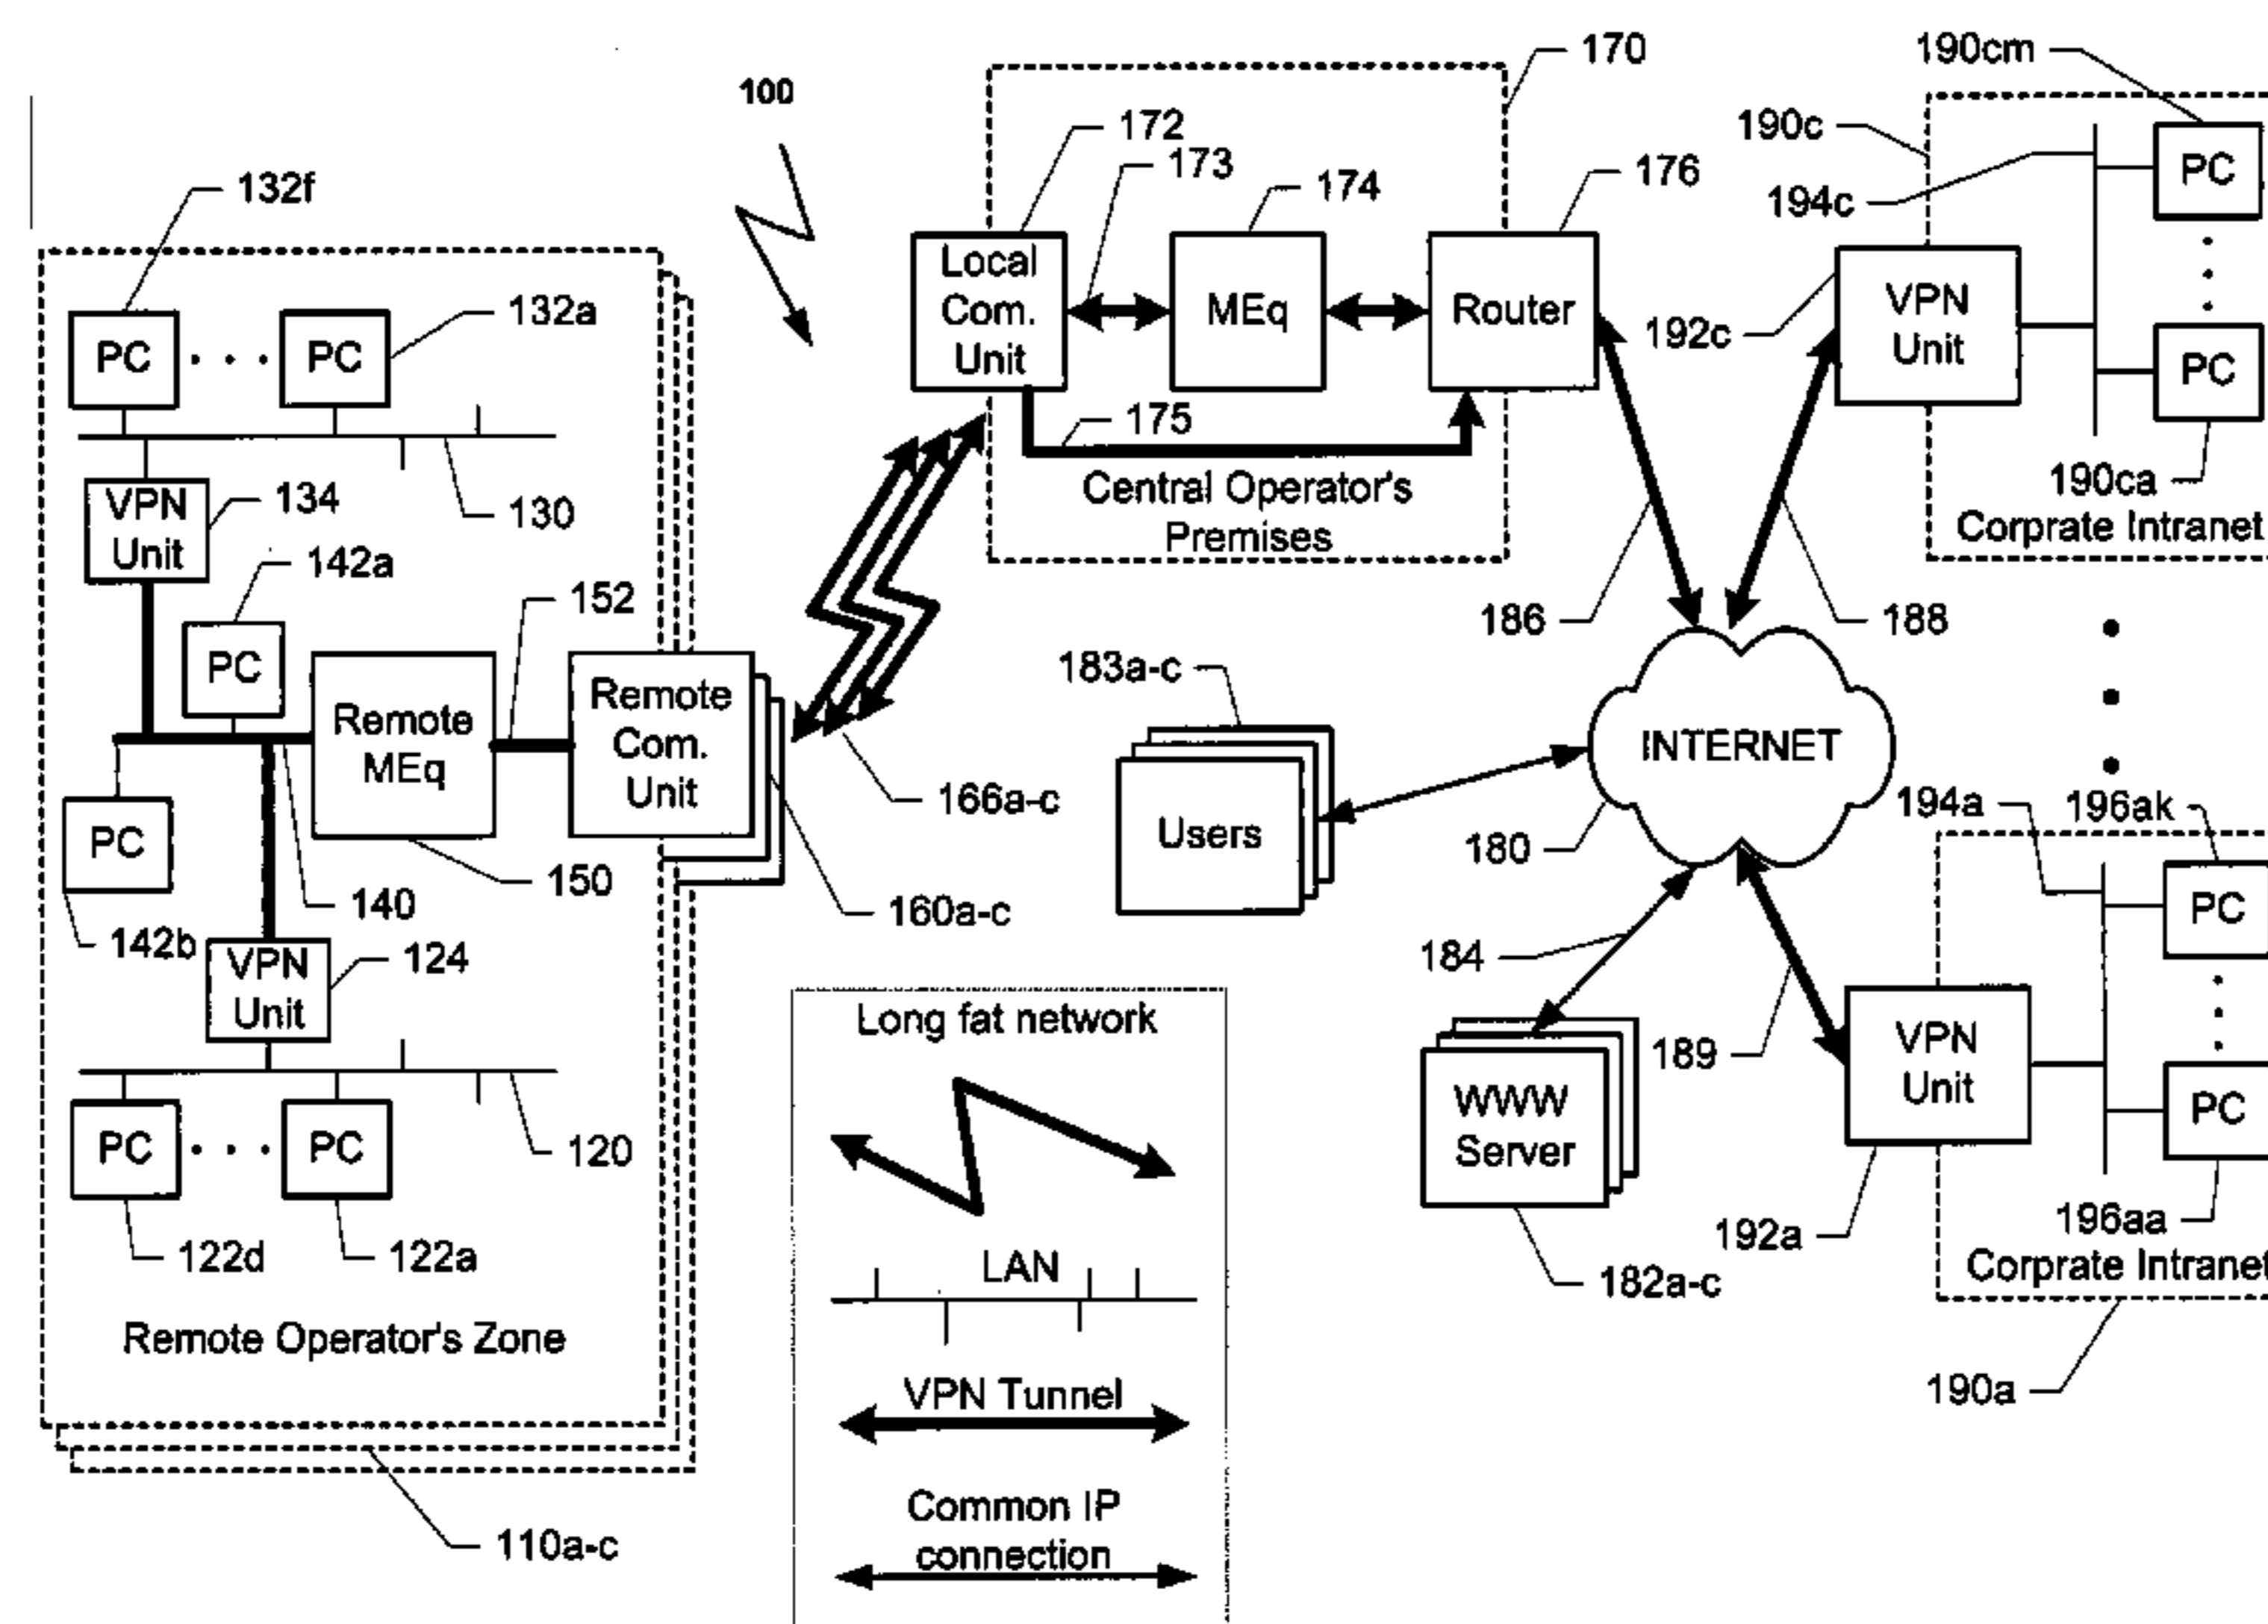 100
170
172
173
174
176
Local
Com.
Unit
MEq
Router
175
Central Operator's
Premises
132f
132a
PC
PC
130
VPN
Unit
134
142a
PC
152
Remote
MEq
Remote
Com.
Unit
PC
142b
140
150
160a-c
166a-c
VPN
Unit
124
120
PC
PC
122d
122a
Remote Operator's Zone
110a-c
183a-c
Users
186
188
INTERNET
180
184
189
WWW
Server
182a-c
190cm
190c
194c
PC
192c
VPN
Unit
PC
190ca
Corprate Intranet
194a
196ak
PC
VPN
Unit
PC
192a
196aa
Corprate Intranet
190a
Long fat network
LAN
VPN Tunnel
Common IP
connection